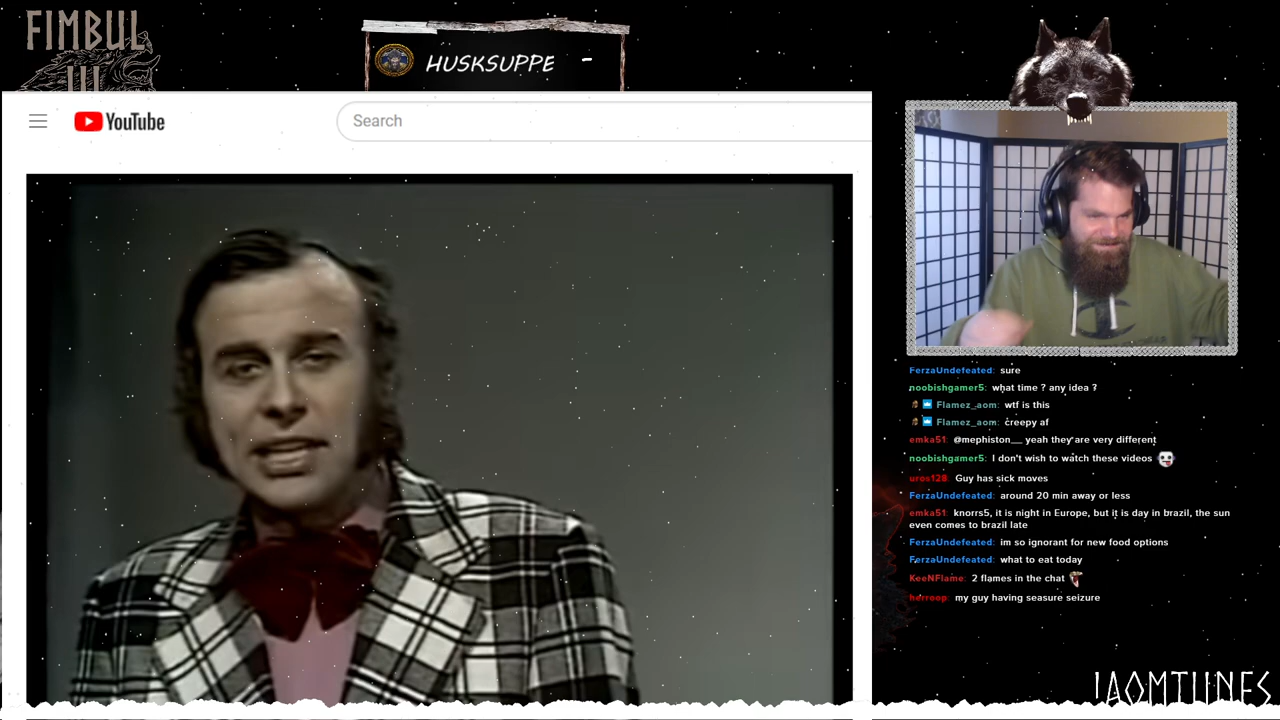 FIMBUL
III
HUSKSUPPE -
YouTube
Search
FerzaUndefeated: sure
noobishgamer5: what time ? any idea ?
Flamez_aom: wtf is this
Flamez_aom: creepy af
emka51: @mephiston__ yeah they are very different
noobishgamer5: I don't wish to watch these videos
uros128: Guy has sick moves
FerzaUndefeated: around 20 min away or less
emka51: knorrs5, it is night in Europe, but it is day in brazil, the sun
even comes to brazil late
FerzaUndefeated: im so ignorant for new food options
FerzaUndefeated: what to eat today
KeeNFlame: 2 flames in the chat
herroop: my guy having seasure seizure
!AOMTUNES